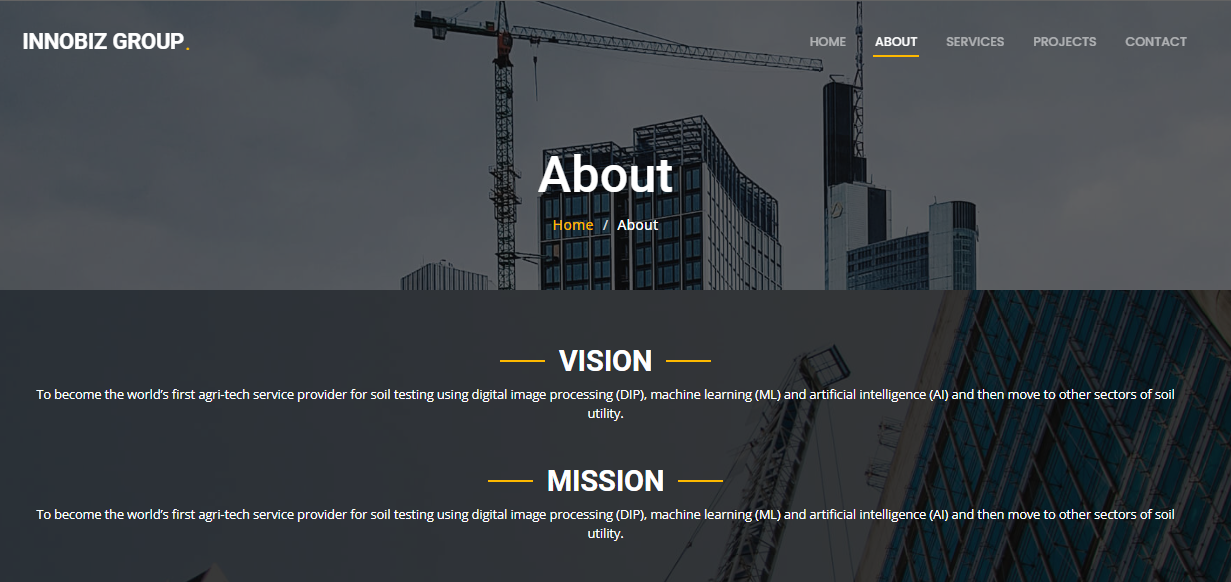 INNOBIZ GROUP.
HOME ABOUT SERVICES PROJECTS CONTACT
About
Home / About
VISION
To become the world’s first agri-tech service provider for soil testing using digital image processing (DIP), machine learning (ML) and artificial intelligence (AI) and then move to other sectors of soil
utility.
MISSION
To become the world’s first agri-tech service provider for soil testing using digital image processing (DIP), machine learning (ML) and artificial intelligence (AI) and then move to other sectors of soil
utility.